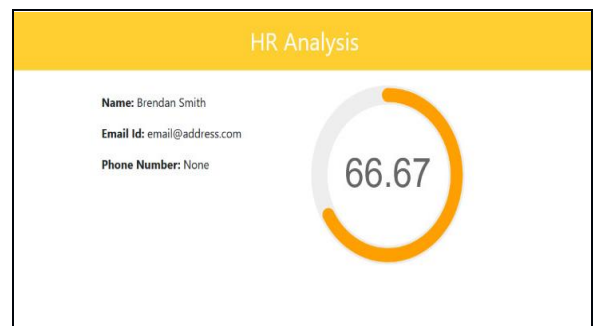 HR Analysis
Name: Brendan Smith
Email Id: email@address.com
Phone Number: None
66.67